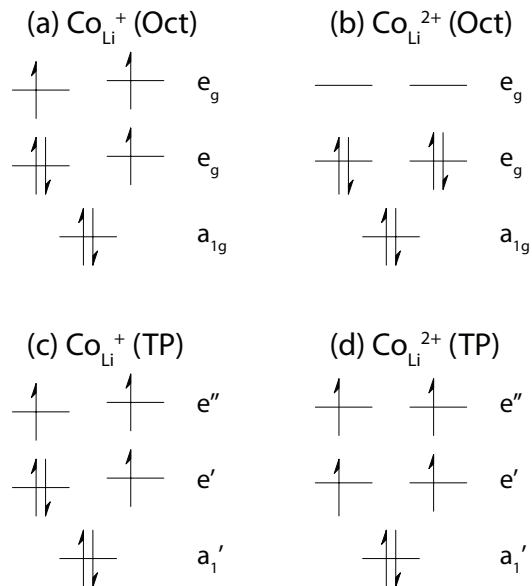 (a) Co_Li^+ (Oct)
e_g
e_g
a_1g
(b) Co_Li^2+ (Oct)
e_g
e_g
a_1g
(c) Co_Li^+ (TP)
e"
e'
a_1'
(d) Co_Li^2+ (TP)
e"
e'
a_1'